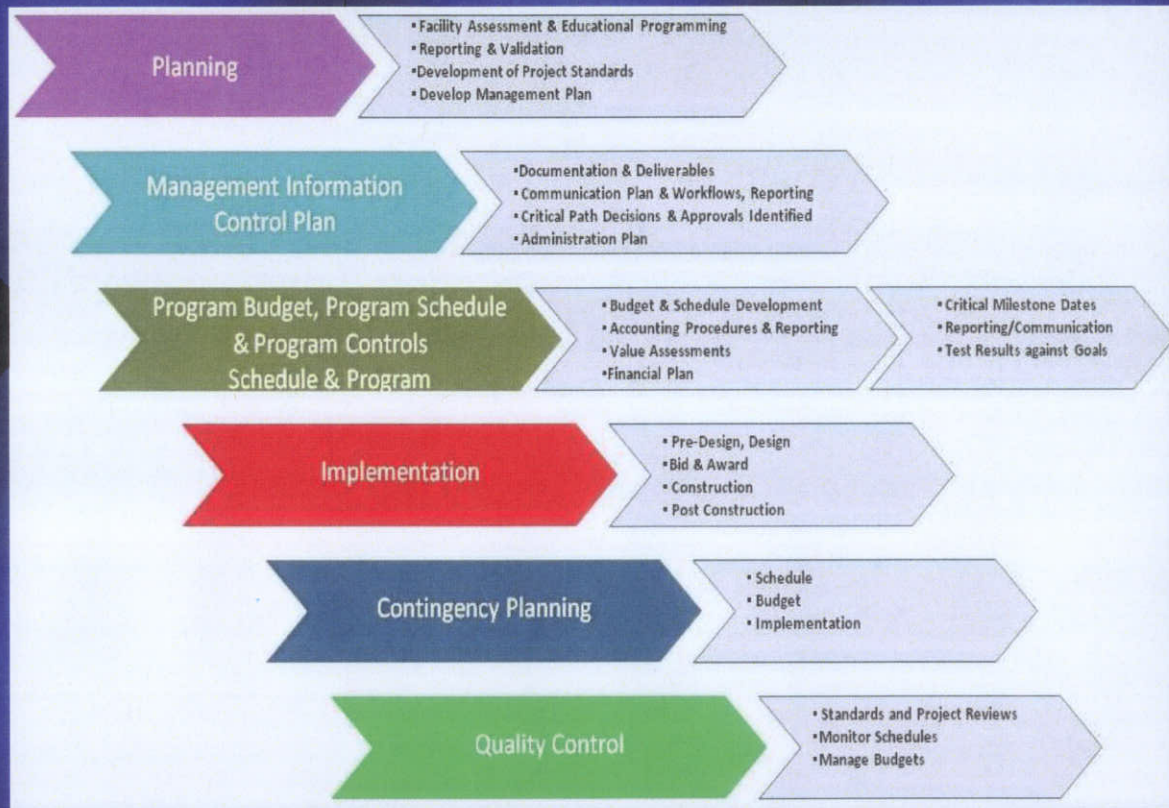 Planning
• Facility Assessment & Educational Programming
• Reporting & Validation
• Development of Project Standards
• Develop Management Plan
Management Information
Control Plan
• Documentation & Deliverables
• Communication Plan & Workflows, Reporting
• Critical Path Decisions & Approvals Identified
• Administration Plan
Program Budget, Program Schedule
& Program Controls
Schedule & Program
• Budget & Schedule Development
• Accounting Procedures & Reporting
• Value Assessments
• Financial Plan
• Critical Milestone Dates
• Reporting/Communication
• Test Results against Goals
Implementation
• Pre-Design, Design
• Bid & Award
• Construction
• Post Construction
Contingency Planning
• Schedule
• Budget
• Implementation
Quality Control
• Standards and Project Reviews
• Monitor Schedules
• Manage Budgets